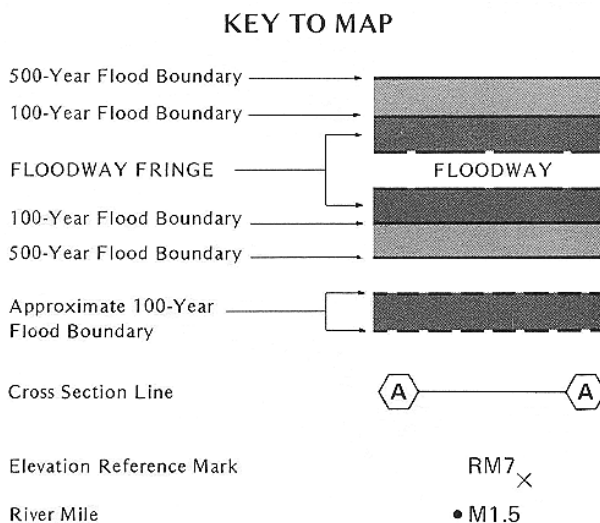 KEY TO MAP
500-Year Flood Boundary
100-Year Flood Boundary
FLOODWAY FRINGE
FLOODWAY
100-Year Flood Boundary
500-Year Flood Boundary
Approximate 100-Year
Flood Boundary
Cross Section Line
A A
Elevation Reference Mark
RM7
River Mile
M1.5